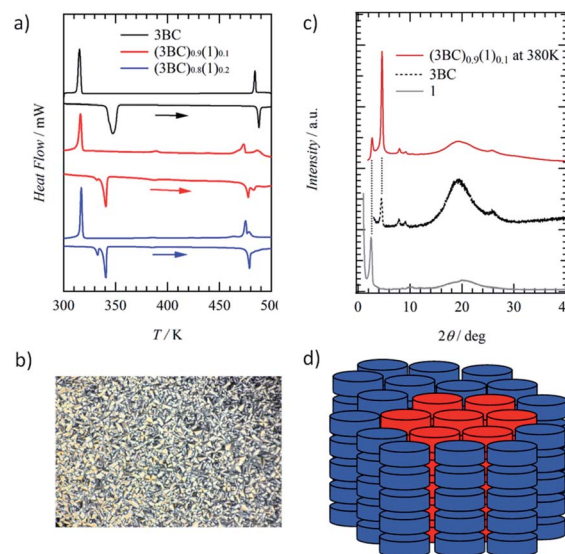 a)
3BC
(3BC)₀.₉(1)₀.₁
(3BC)₀.₈(1)₀.₂
Heat Flow / mW
300 350 400 450 500
T / K
b)
c)
(3BC)₀.₉(1)₀.₁ at 380K
3BC
1
Intensity / a.u.
0 10 20 30 40
2θ / deg
d)